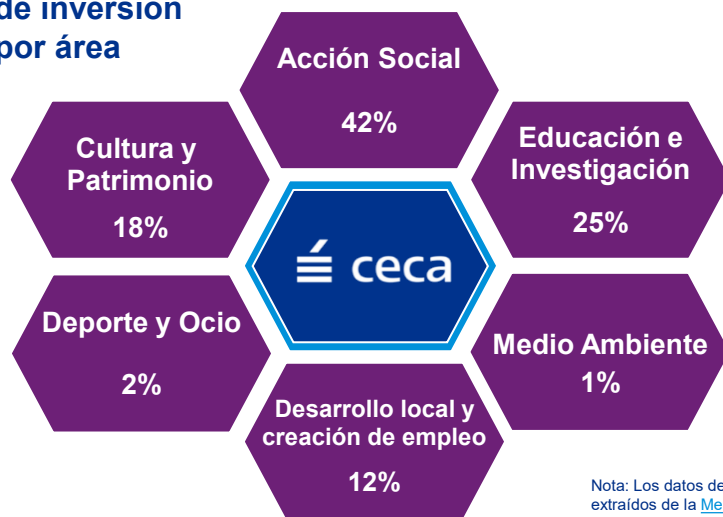 de inversión
por área
Acción Social
42%
Cultura y
Patrimonio
18%
Educación e
Investigación
25%
é ceca
Deporte y Ocio
2%
Medio Ambiente
1%
Desarrollo local y
creación de empleo
12%
Nota: Los datos de
extraídos de la Me